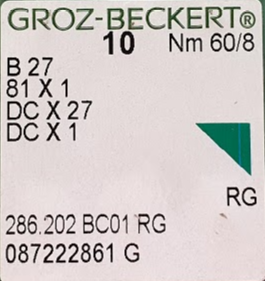 GROZ-BECKERT®
10 Nm 60/8
B 27
81 X 1
DC X 27
DC X 1
RG
286.202 BC01 RG
087222861 G